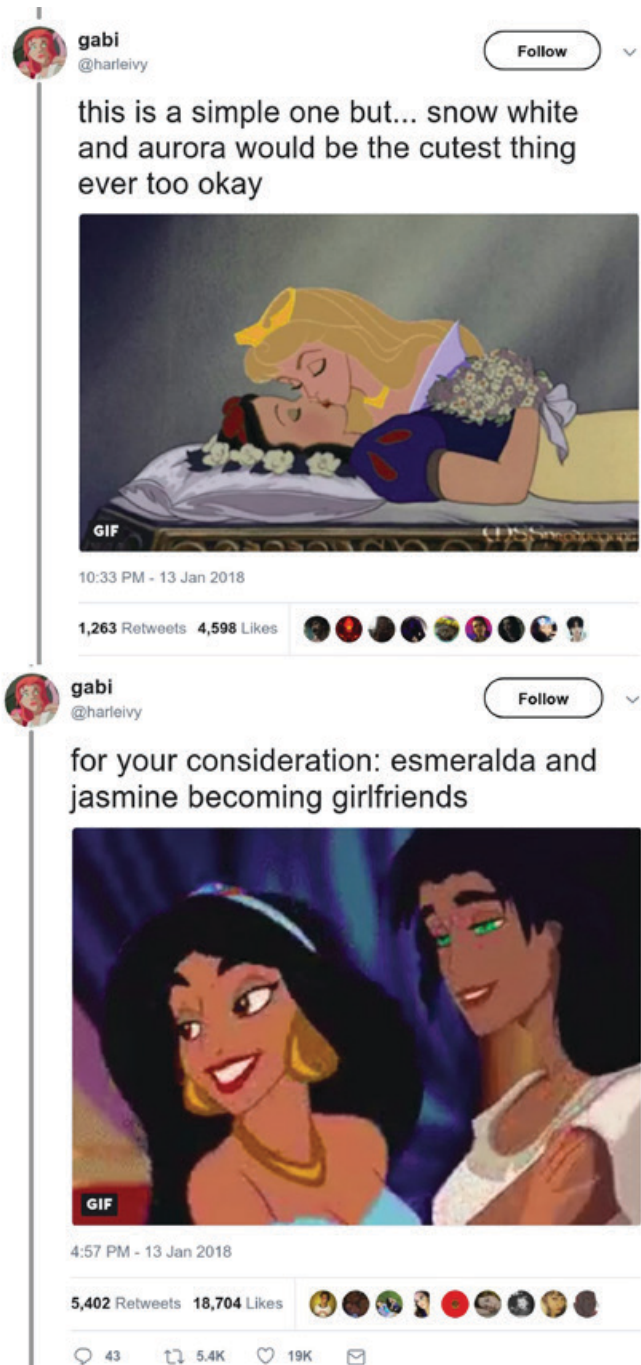 gabi
@harleivy
Follow
this is a simple one but... snow white
and aurora would be the cutest thing
ever too okay
GIF
10:33 PM - 13 Jan 2018
1,263 Retweets 4,598 Likes
gabi
@harleivy
Follow
for your consideration: esmeralda and
jasmine becoming girlfriends
GIF
4:57 PM - 13 Jan 2018
5,402 Retweets 18,704 Likes
43 5.4K 19K